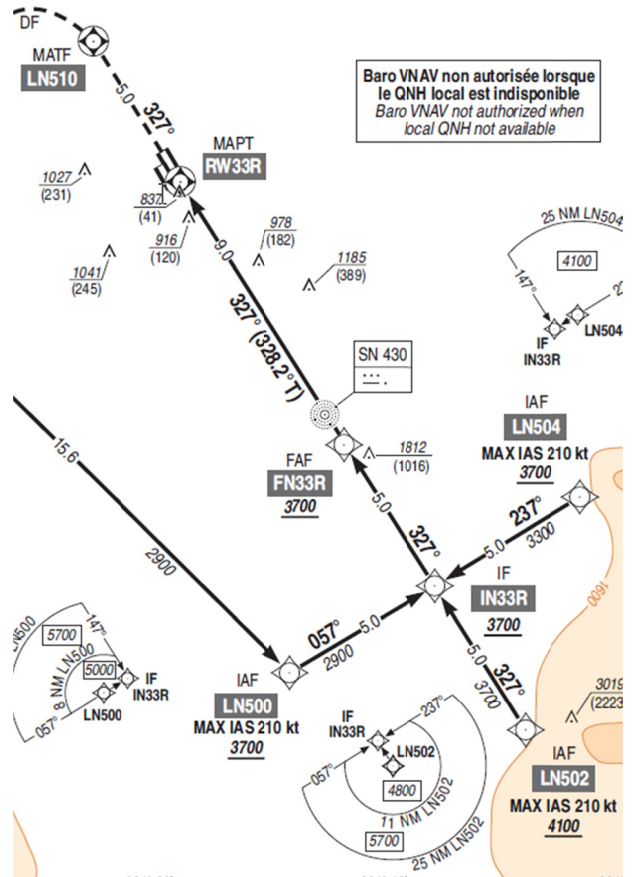 DF
MATF
LN510
5.0
327°
Baro VNAV non autorisée lorsque
le QNH local est indisponible
Baro VNAV not authorized when
local QNH not available
MAPT
RW33R
1027
(231)
837
(41)
916
(120)
978
(182)
1041
(245)
1185
(389)
9.0
327° (328.2°T)
25 NM LN504
4100
147°
LN504
IF
IN33R
SN 430
IAF
LN504
MAX IAS 210 kt
3700
FAF
FN33R
3700
1812
(1016)
15.6
2900
5.0
327°
237°
5.0
3300
1600
IF
IN33R
3700
057°
5.0
2900
LN500
5700
147°
8 NM LN500
5000
IF
IN33R
057°
LN500
IAF
LN500
MAX IAS 210 kt
3700
5.0
327°
3700
3019
(2223)
IF
IN33R
237°
LN502
057°
4800
11 NM LN502
5700
25 NM LN502
IAF
LN502
MAX IAS 210 kt
4100